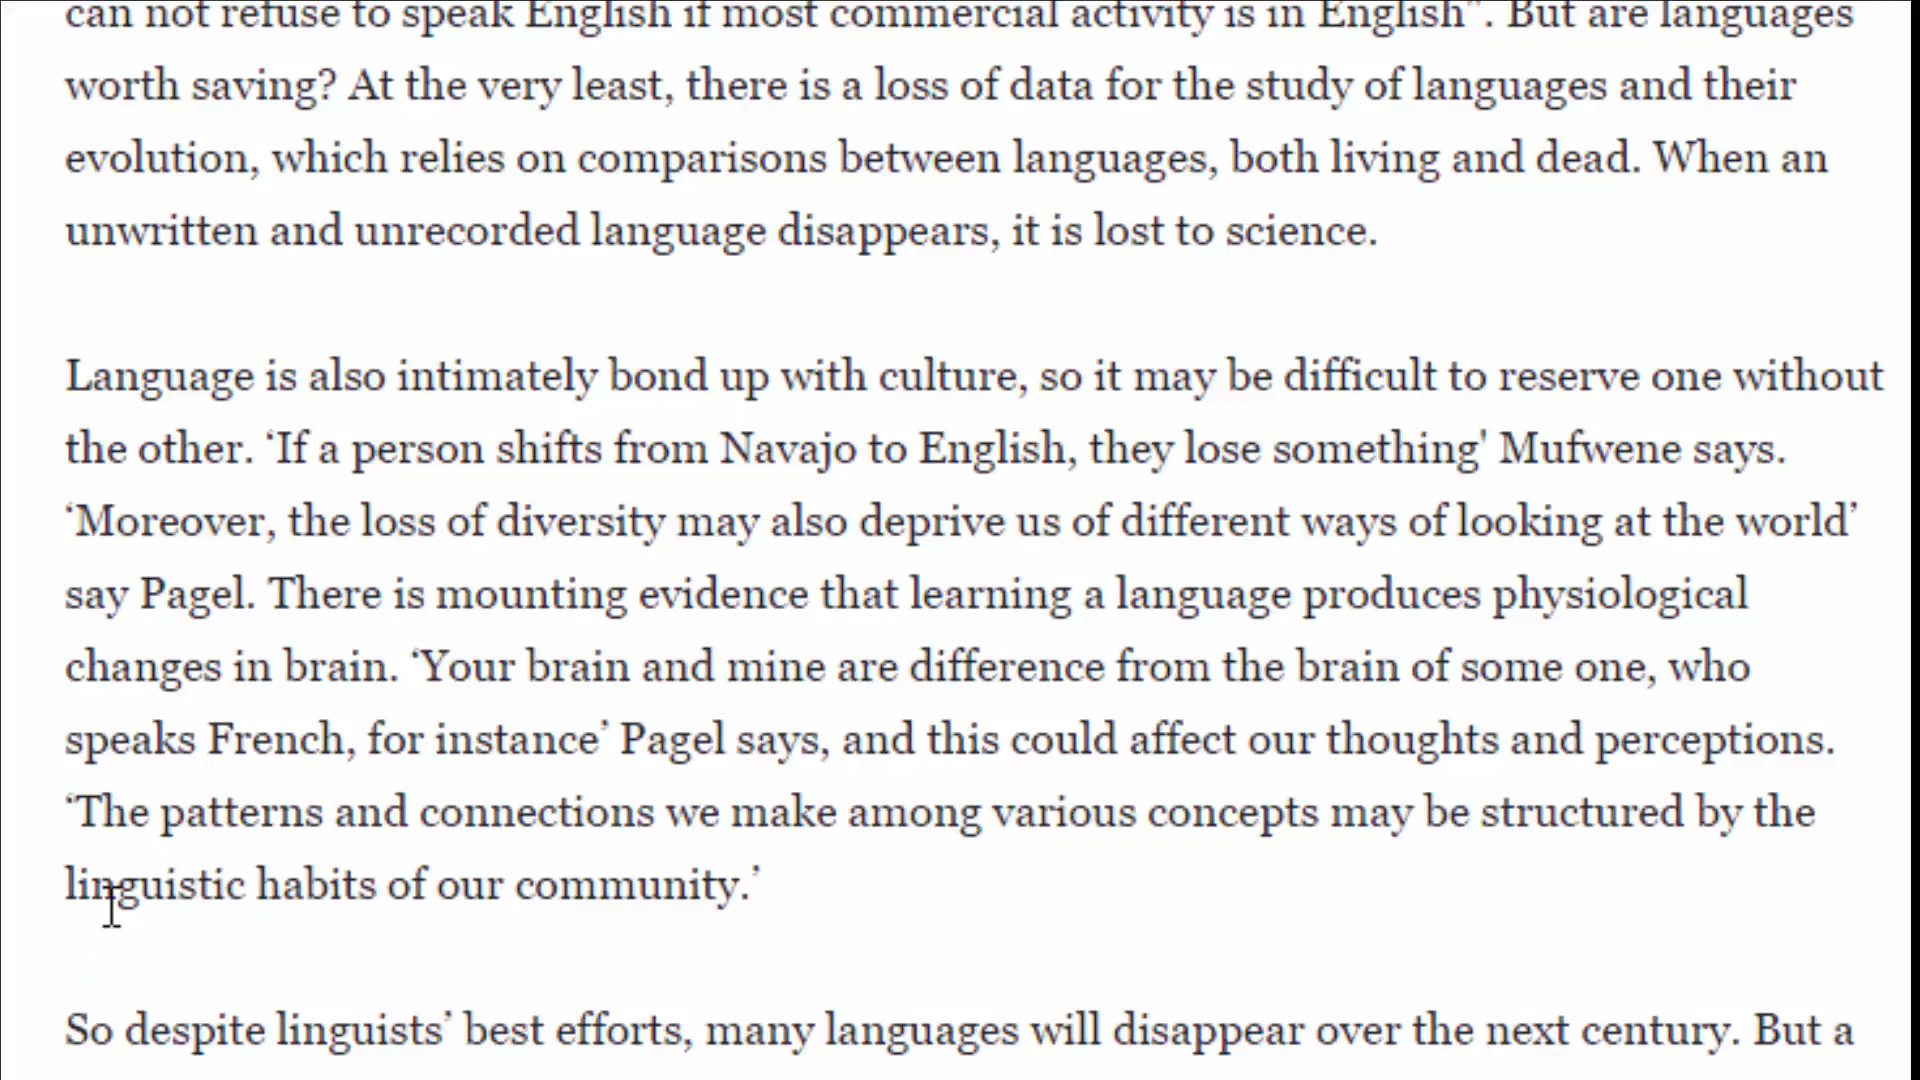 can not refuse to speak English if most commercial activity is in English". But are languages
worth saving? At the very least, there is a loss of data for the study of languages and their
evolution, which relies on comparisons between languages, both living and dead. When an
unwritten and unrecorded language disappears, it is lost to science.
Language is also intimately bond up with culture, so it may be difficult to reserve one without
the other. ‘If a person shifts from Navajo to English, they lose something' Mufwene says.
‘Moreover, the loss of diversity may also deprive us of different ways of looking at the world’
say Pagel. There is mounting evidence that learning a language produces physiological
changes in brain. ‘Your brain and mine are difference from the brain of some one, who
speaks French, for instance’ Pagel says, and this could affect our thoughts and perceptions.
‘The patterns and connections we make among various concepts may be structured by the
linguistic habits of our community.’
So despite linguists’ best efforts, many languages will disappear over the next century. But a